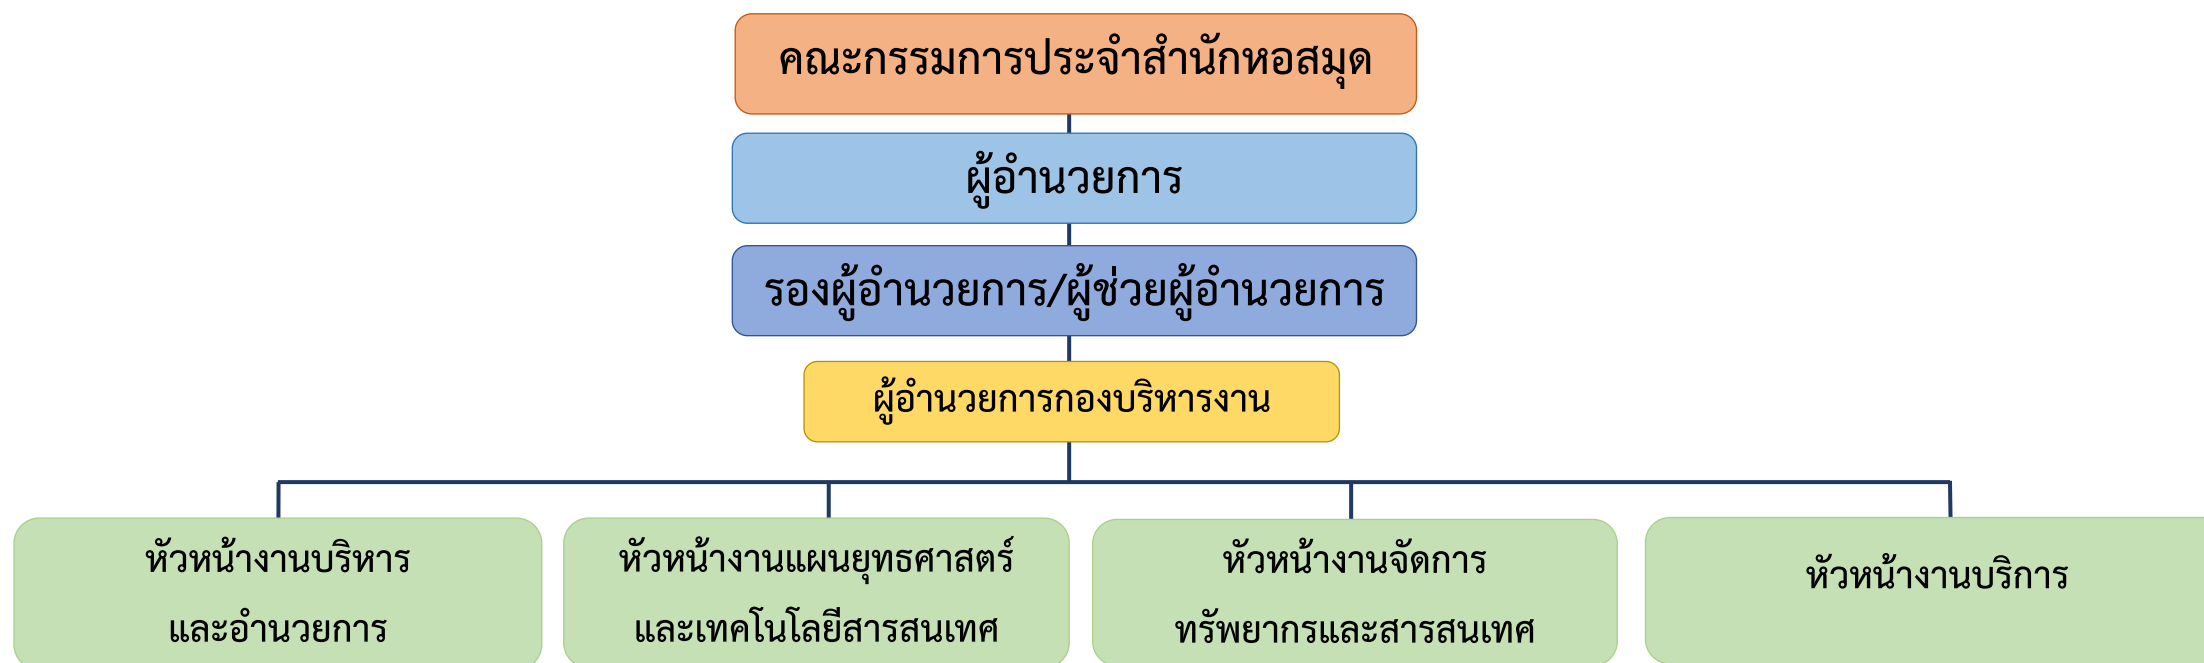 คณะกรรมการประจำสำนักหอสมุด
ผู้อำนวยการ
รองผู้อำนวยการ/ผู้ช่วยผู้อำนวยการ
ผู้อำนวยการกองบริหารงาน
หัวหน้างานบริหาร
และอำนวยการ
หัวหน้างานแผนยุทธศาสตร์
และเทคโนโลยีสารสนเทศ
หัวหน้างานจัดการ
ทรัพยากรและสารสนเทศ
หัวหน้างานบริการ